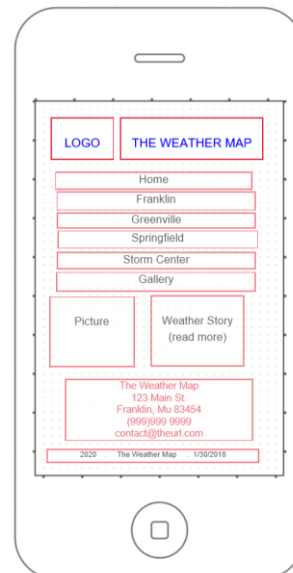 LOGO THE WEATHER MAP
Home
Franklin
Greenville
Springfield
Storm Center
Gallery
Picture
Weather Story
(read more)
The Weather Map
123 Main St.
Franklin, Mu 83454
(999)999 9999
contact@theurl.com
2020 . The Weather Map . 1/30/2018